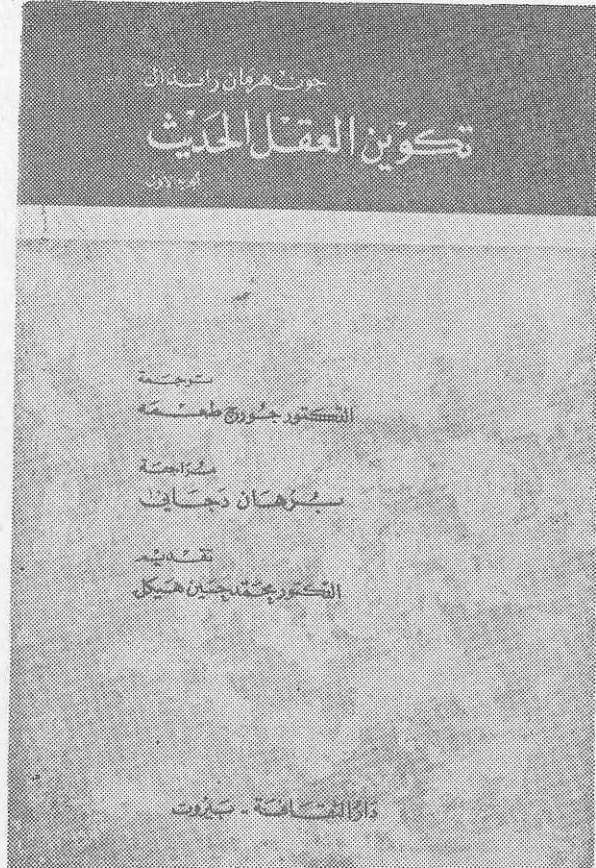 جون هرمان راندال
تكوين العقل الحديث
الجزء الأول
ترجمة
الدكتور جورج طعمه
مراجعة
برهان دجاني
تقديم
الدكتور محمد حسين هيكل
دار الثقافة - بيروت